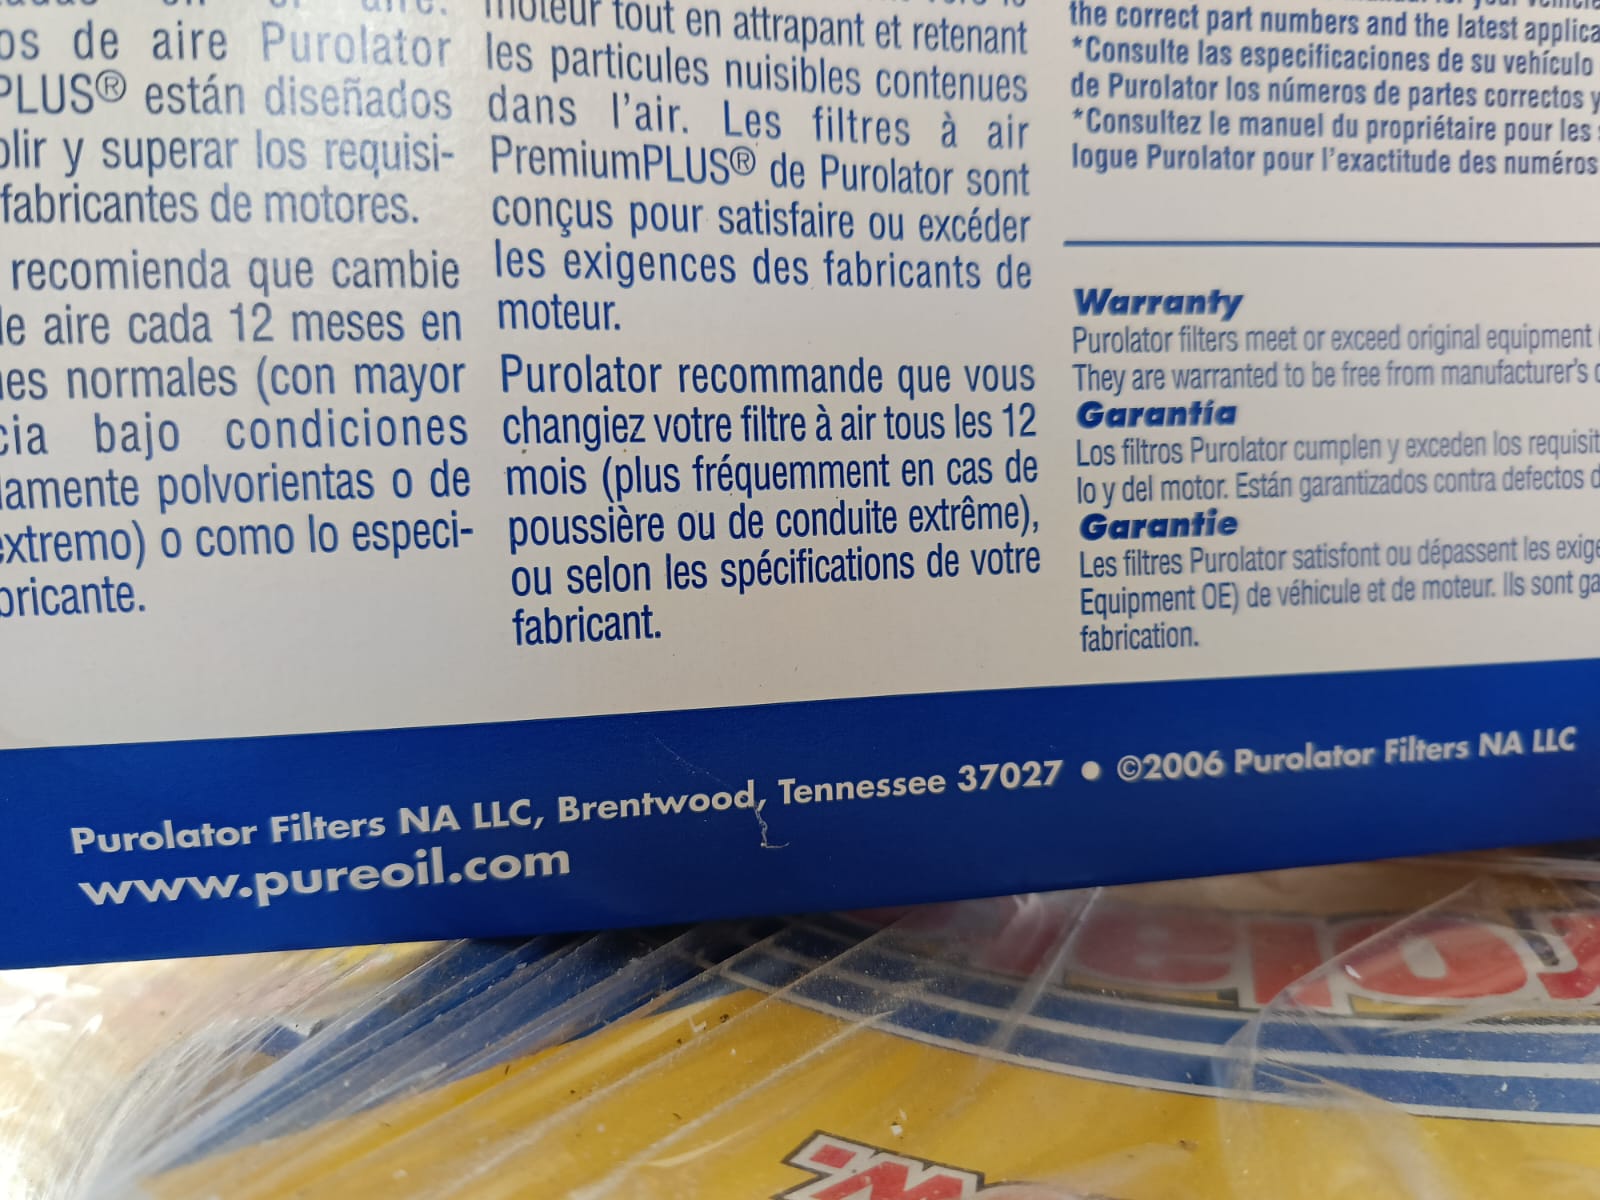 os de aire Purolator
PLUS® están diseñados
plir y superar los requisi-
fabricantes de motores.
recomienda que cambie
de aire cada 12 meses en
nes normales (con mayor
cia bajo condiciones
damente polvorientas o de
extremo) o como lo especi-
bricante.
moteur tout en attrapant et retenant
les particules nuisibles contenues
dans l'air. Les filtres à air
PremiumPLUS® de Purolator sont
conçus pour satisfaire ou excéder
les exigences des fabricants de
moteur.
Purolator recommande que vous
changiez votre filtre à air tous les 12
mois (plus fréquemment en cas de
poussière ou de conduite extrême),
ou selon les spécifications de votre
fabricant.
the correct part numbers and the latest applica
*Consulte las especificaciones de su vehículo
de Purolator los números de partes correctos y
*Consultez le manuel du propriétaire pour les
logue Purolator pour l'exactitude des numéros
Warranty
Purolator filters meet or exceed original equipment
They are warranted to be free from manufacturer's
Garantía
Los filtros Purolator cumplen y exceden los requisit
lo y del motor. Están garantizados contra defectos d
Garantie
Les filtres Purolator satisfont ou dépassent les exige
Equipment OE) de véhicule et de moteur. Ils sont ga
fabrication.
Purolator Filters NA LLC, Brentwood, Tennessee 37027 • ©2006 Purolator Filters NA LLC
www.pureoil.com